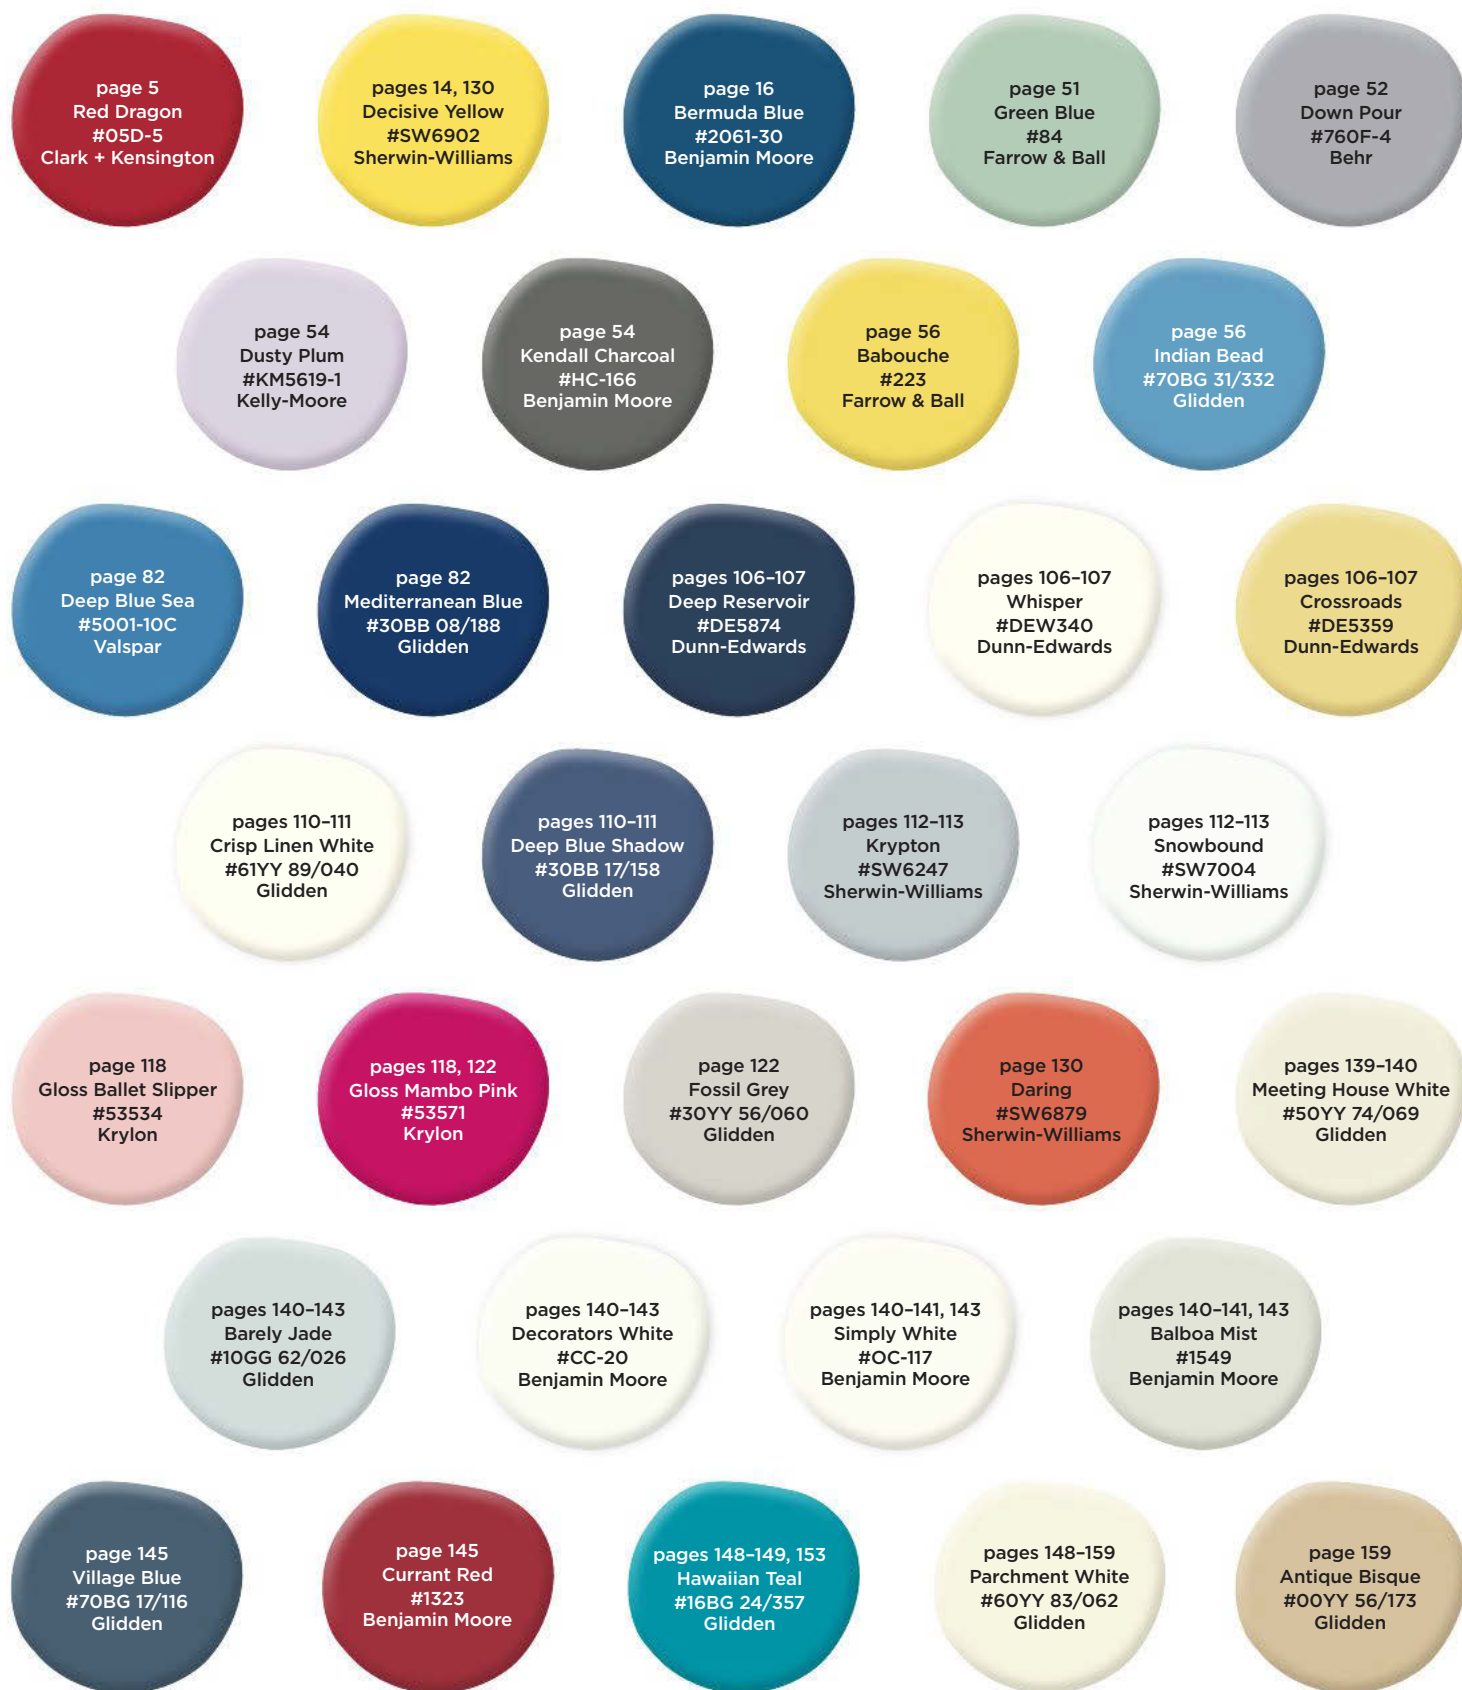 page 5
Red Dragon
#05D-5
Clark + Kensington
pages 14, 130
Decisive Yellow
#SW6902
Sherwin-Williams
page 16
Bermuda Blue
#2061-30
Benjamin Moore
page 51
Green Blue
#84
Farrow & Ball
page 52
Down Pour
#760F-4
Behr
page 54
Dusty Plum
#KM5619-1
Kelly-Moore
page 54
Kendall Charcoal
#HC-166
Benjamin Moore
page 56
Babouche
#223
Farrow & Ball
page 56
Indian Bead
#70BG 31/332
Glidden
page 82
Deep Blue Sea
#5001-10C
Valspar
page 82
Mediterranean Blue
#30BB 08/188
Glidden
pages 106–107
Deep Reservoir
#DE5874
Dunn-Edwards
pages 106–107
Whisper
#DEW340
Dunn-Edwards
pages 106–107
Crossroads
#DE5359
Dunn-Edwards
pages 110–111
Crisp Linen White
#61YY 89/040
Glidden
pages 110–111
Deep Blue Shadow
#30BB 17/158
Glidden
pages 112–113
Krypton
#SW6247
Sherwin-Williams
pages 112–113
Snowbound
#SW7004
Sherwin-Williams
page 118
Gloss Ballet Slipper
#53534
Krylon
pages 118, 122
Gloss Mambo Pink
#53571
Krylon
page 122
Fossil Grey
#30YY 56/060
Glidden
page 130
Daring
#SW6879
Sherwin-Williams
pages 139–140
Meeting House White
#50YY 74/069
Glidden
pages 140–143
Barely Jade
#10GG 62/026
Glidden
pages 140–143
Decorators White
#CC-20
Benjamin Moore
pages 140–141, 143
Simply White
#OC-117
Benjamin Moore
pages 140–141, 143
Balboa Mist
#1549
Benjamin Moore
page 145
Village Blue
#70BG 17/116
Glidden
page 145
Currant Red
#1323
Benjamin Moore
pages 148–149, 153
Hawaiian Teal
#16BG 24/357
Glidden
pages 148–159
Parchment White
#60YY 83/062
Glidden
page 159
Antique Bisque
#00YY 56/173
Glidden